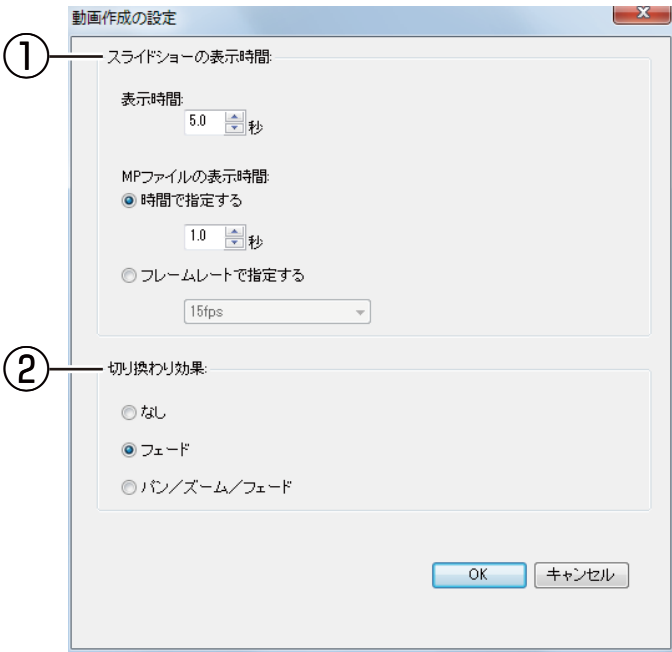 動画作成の設定
①
スライドショーの表示時間:
表示時間:
5.0
秒
MPファイルの表示時間:
時間で指定する
1.0
秒
フレームレートで指定する
15fps
②
切り換わり効果:
なし
フェード
パン／ズーム／フェード
OK
キャンセル